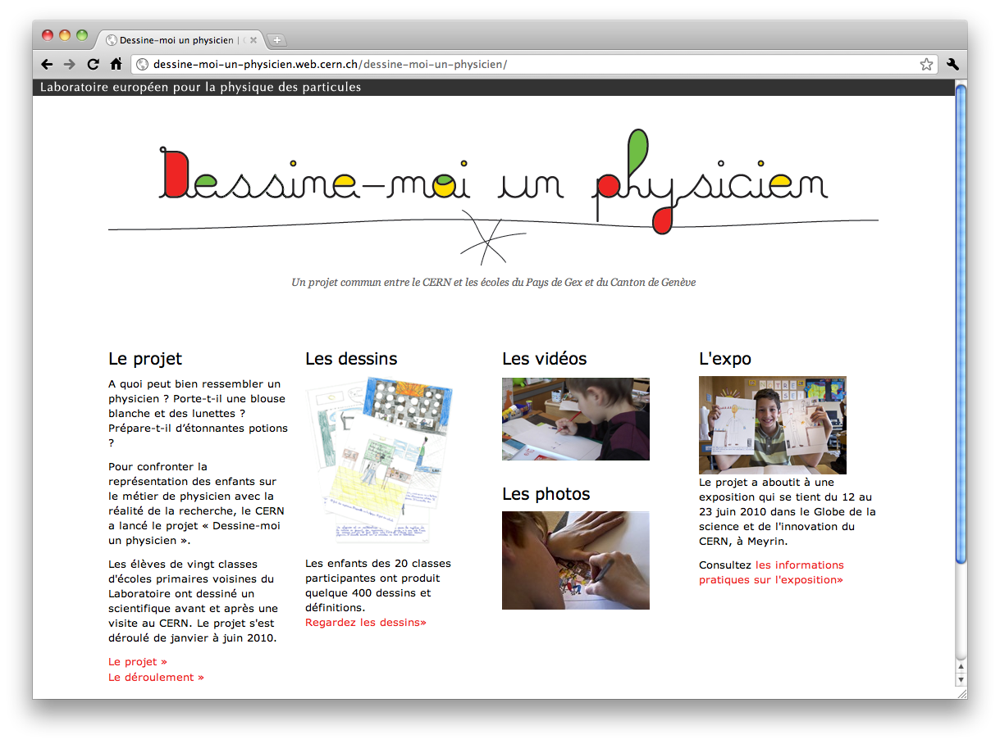 Dessine-moi un physicien | C
dessine-moi-un-physicien.web.cern.ch/dessine-moi-un-physicien/
Laboratoire européen pour la physique des particules
Dessine-moi un physicien
Un projet commun entre le CERN et les écoles du Pays de Gex et du Canton de Genève
Le projet
A quoi peut bien ressembler un
physicien ? Porte-t-il une blouse
blanche et des lunettes ?
Prépare-t-il d’étonnantes potions
?
Pour confronter la
représentation des enfants sur
le métier de physicien avec la
réalité de la recherche, le CERN
a lancé le projet « Dessine-moi
un physicien ».
Les élèves de vingt classes
d'écoles primaires voisines du
Laboratoire ont dessiné un
scientifique avant et après une
visite au CERN. Le projet s'est
déroulé de janvier à juin 2010.
Le projet »
Le déroulement »
Les dessins
Les enfants des 20 classes
participantes ont produit
quelque 400 dessins et
définitions.
Regardez les dessins»
Les vidéos
Les photos
L'expo
Le projet a aboutit à une
exposition qui se tient du 12 au
23 juin 2010 dans le Globe de la
science et de l'innovation du
CERN, à Meyrin.
Consultez les informations
pratiques sur l'exposition»